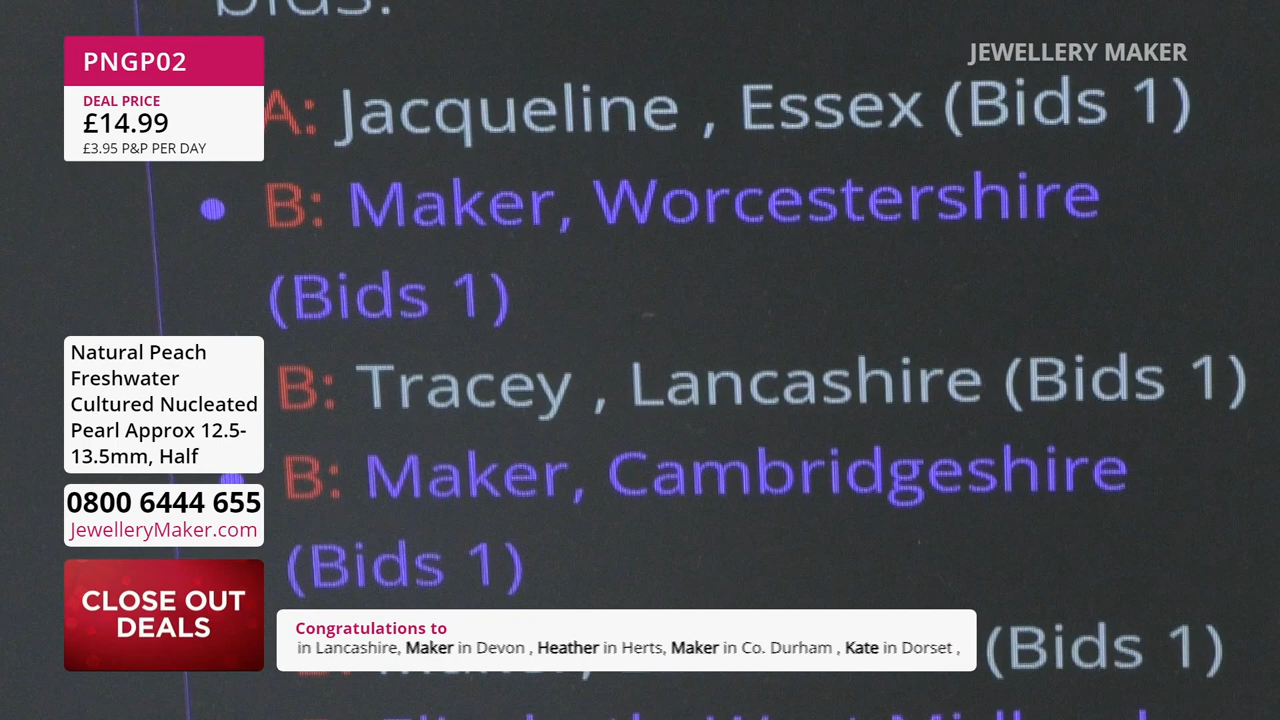 bids.
PNGP02
DEAL PRICE
£14.99
£3.95 P&P PER DAY
JEWELLERY MAKER
A: Jacqueline , Essex (Bids 1)
B: Maker, Worcestershire
(Bids 1)
B: Tracey , Lancashire (Bids 1)
B: Maker, Cambridgeshire
(Bids 1)
(Bids 1)
Natural Peach
Freshwater
Cultured Nucleated
Pearl Approx 12.5-
13.5mm, Half
0800 6444 655
JewelleryMaker.com
CLOSE OUT
DEALS
Congratulations to
in Lancashire, Maker in Devon , Heather in Herts, Maker in Co. Durham , Kate in Dorset ,